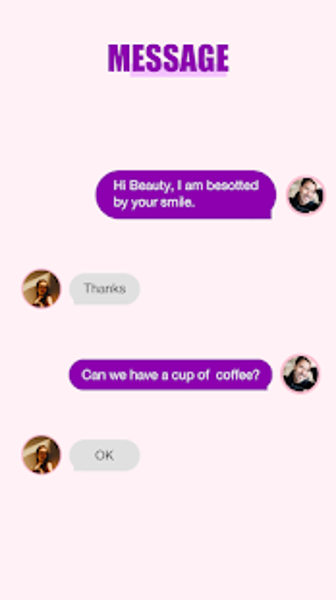 MESSAGE
Hi Beauty, I am besotted
by your smile.
Thanks
Can we have a cup of coffee?
OK